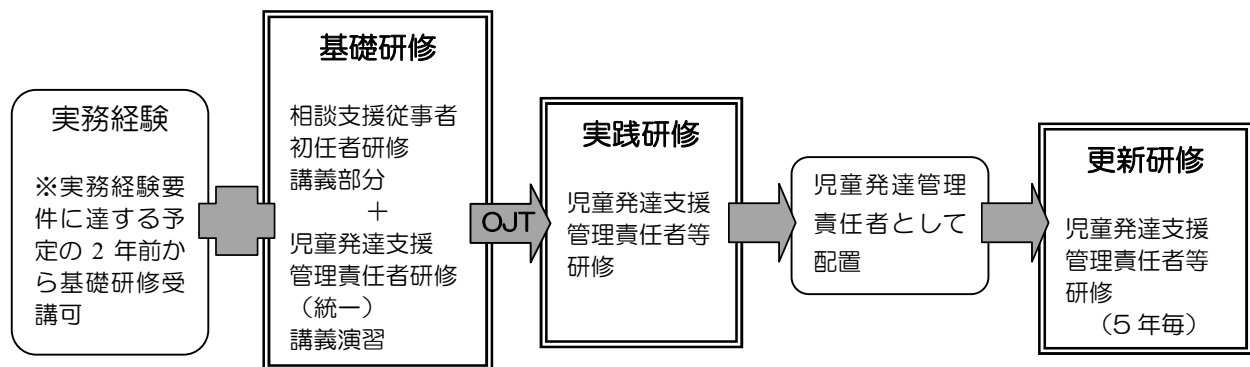 実務経験
※実務経験要
件に達する予
定の 2 年前か
ら基礎研修受
講可
基礎研修
相談支援従事者
初任者研修
講義部分
＋
児童発達支援
管理責任者研修
（統一）
講義演習
OJT
実践研修
児童発達支援
管理責任者等
研修
児童発達管理
責任者として
配置
更新研修
児童発達支援
管理責任者等
研修
（5 年毎）